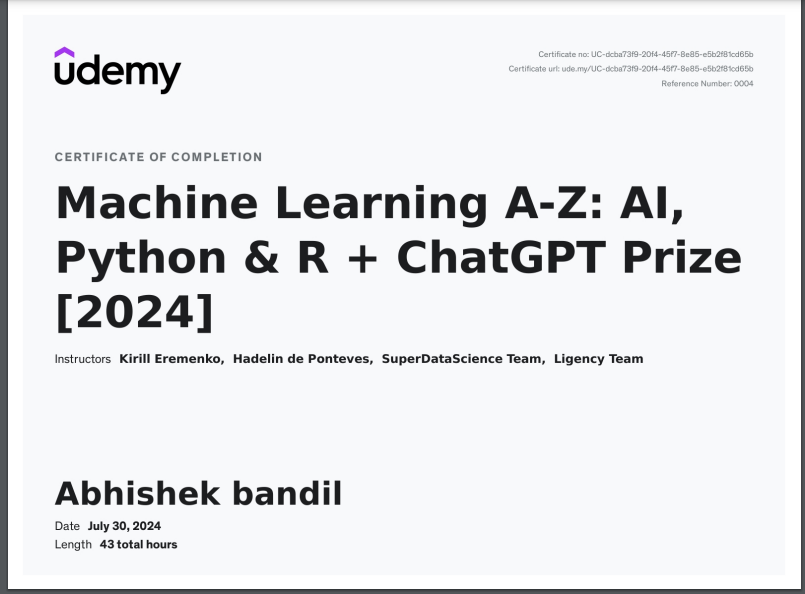 udemy
Certificate no: UC-dcba73f9-20f4-45f7-8e85-e5b2f81cd65b
Certificate url: ude.my/UC-dcba73f9-20f4-45f7-8e85-e5b2f81cd65b
Reference Number: 0004
CERTIFICATE OF COMPLETION
Machine Learning A-Z: AI,
Python & R + ChatGPT Prize
[2024]
Instructors Kirill Eremenko, Hadelin de Ponteves, SuperDataScience Team, Ligency Team
Abhishek bandil
Date July 30, 2024
Length 43 total hours